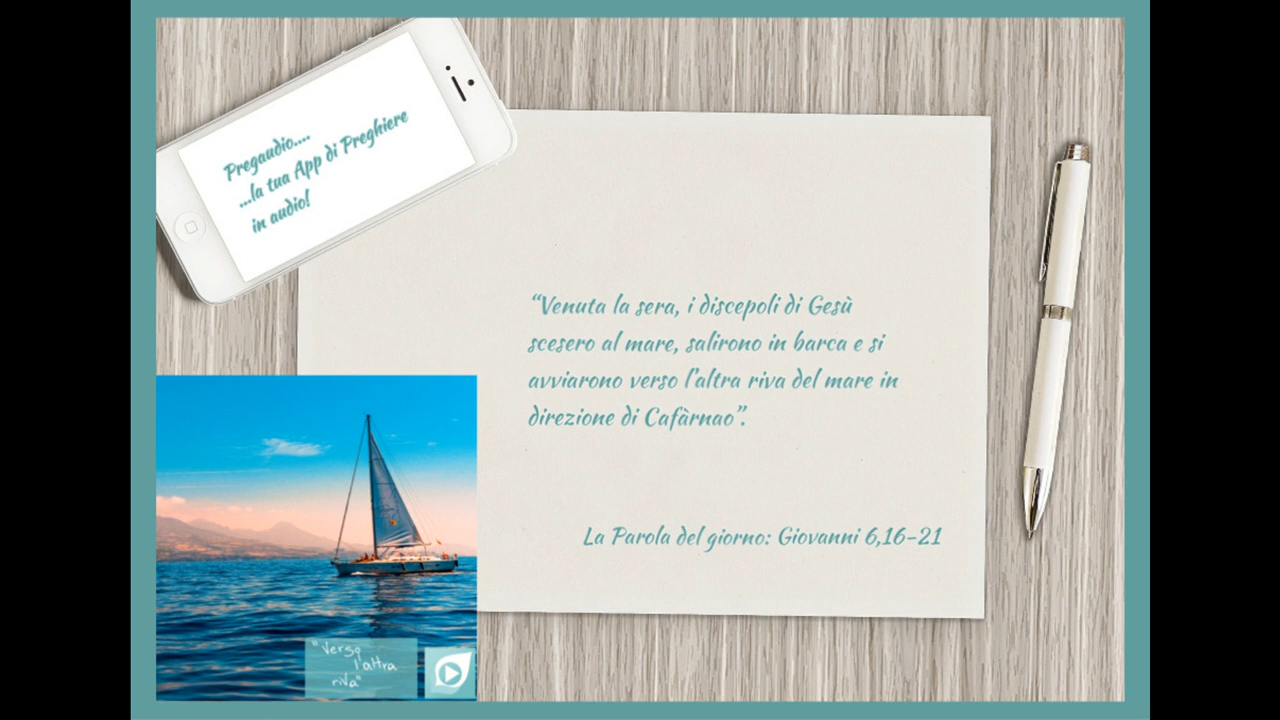 Pregaudio....
...la tua App di Preghiere
in audio!
“Venuta la sera, i discepoli di Gesù
scesero al mare, salirono in barca e si
avviarono verso l'altra riva del mare in
direzione di Cafàrnao”.
La Parola del giorno: Giovanni 6,16-21
"Verso
l'altra
riva"